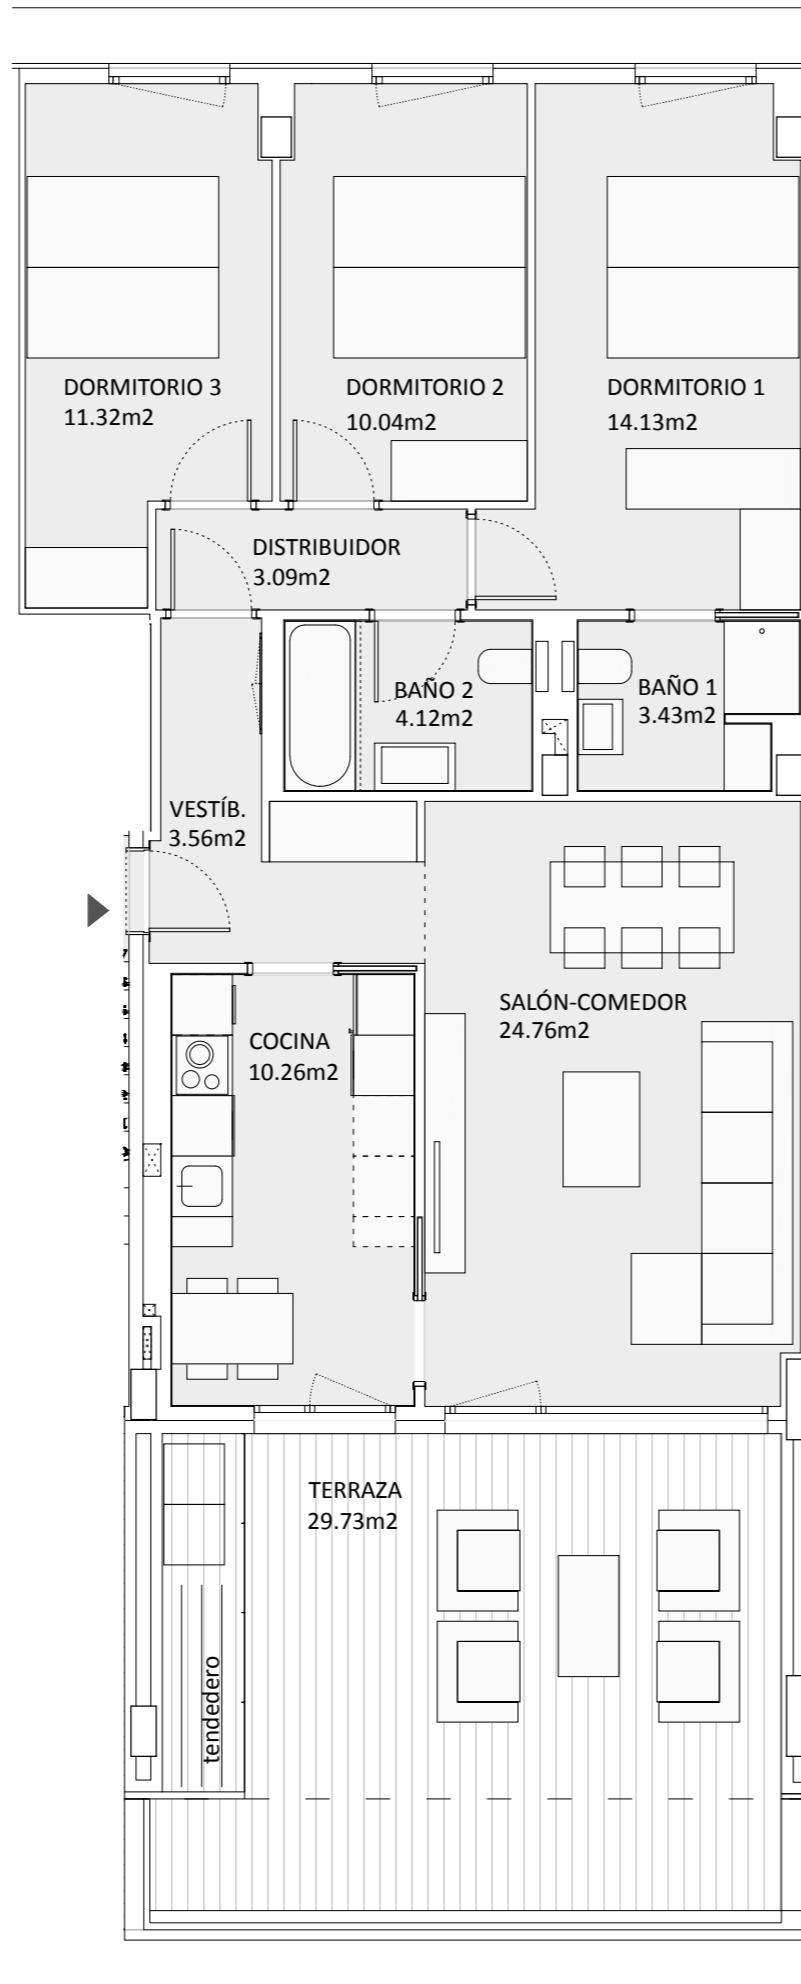 DORMITORIO 3
11.32m2
DORMITORIO 2
10.04m2
DORMITORIO 1
14.13m2
DISTRIBUIDOR
3.09m2
BAÑO 2
4.12m2
BAÑO 1
3.43m2
VESTÍB.
3.56m2
SALÓN-COMEDOR
24.76m2
COCINA
10.26m2
TERRAZA
29.73m2
tendedero